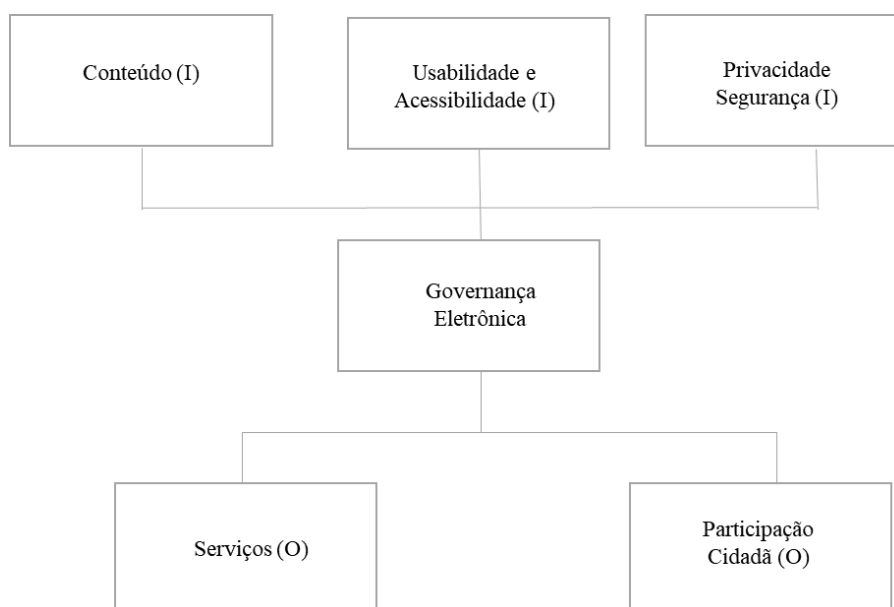 Conteúdo (I)
Usabilidade e
Acessibilidade (I)
Privacidade
Segurança (I)
Governança
Eletrônica
Serviços (O)
Participação
Cidadã (O)